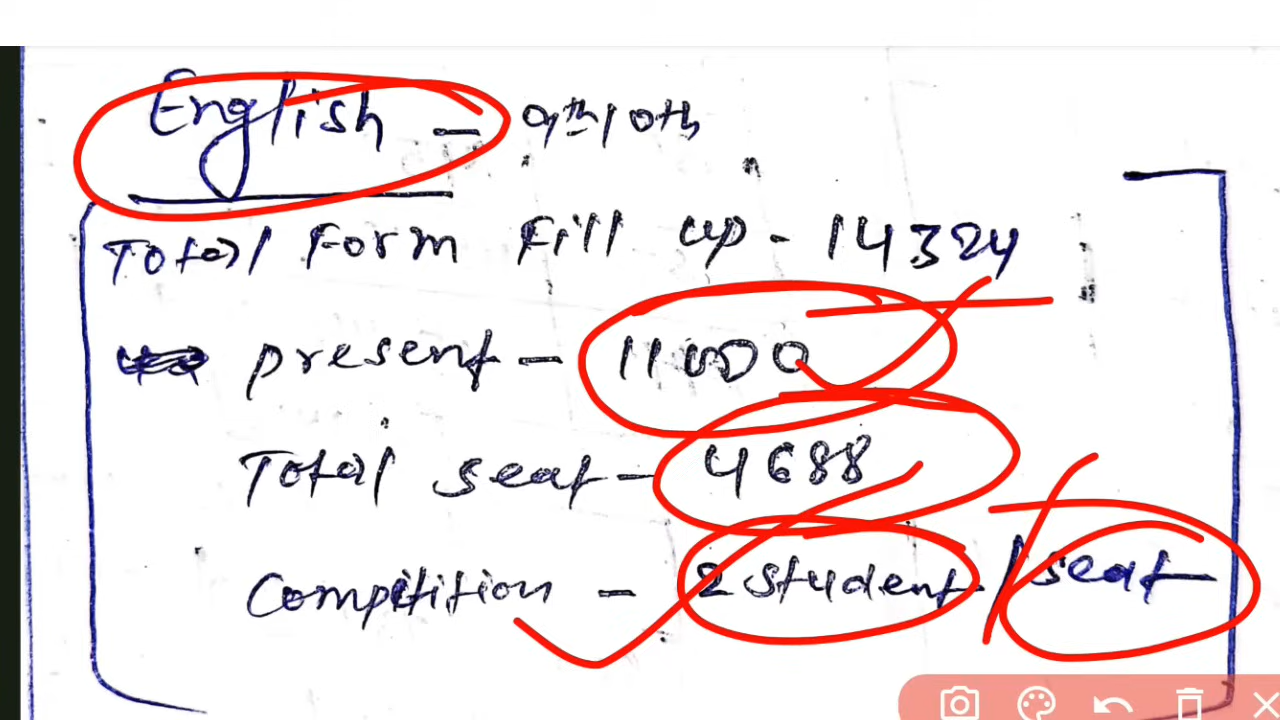 English - 9th/10th
Total Form Fill up - 14324
present - 11000
Total seat - 4688
Compitition - 2 student / seat